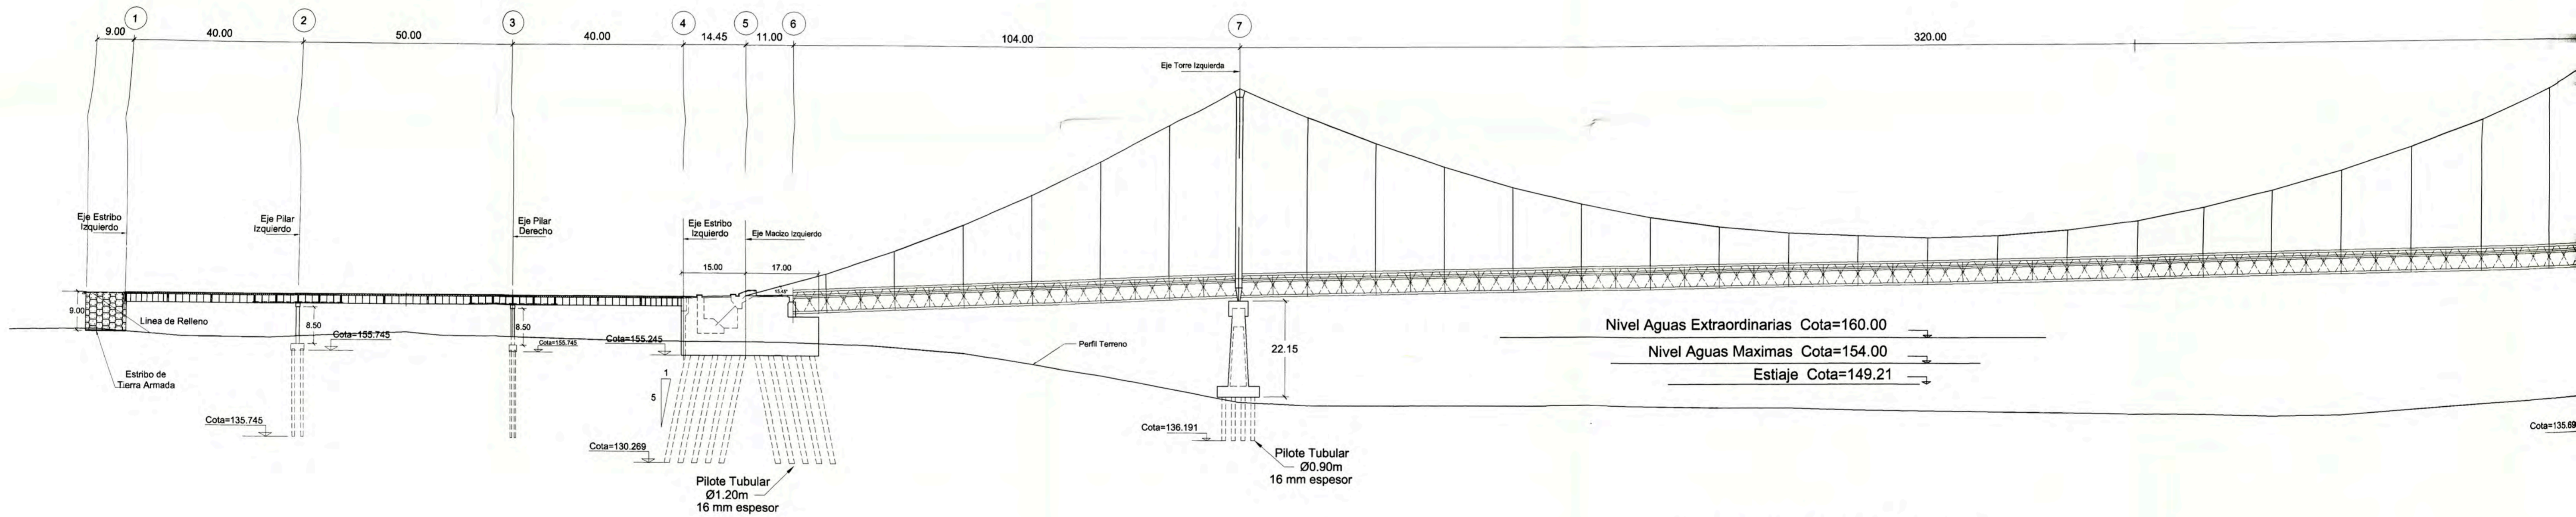 1
2
3
4
5
6
7
9.00
40.00
50.00
40.00
14.45
11.00
104.00
320.00
Eje Torre Izquierda
Eje Estribo
Izquierdo
Eje Pilar
Izquierdo
Eje Pilar
Derecho
Eje Estribo
Izquierdo
Eje Macizo Izquierdo
15.00
17.00
9.00
Linea de Relleno
8.50
Cota=155.745
8.50
Cota=155.745
Cota=155.245
Perfil Terreno
22.15
Nivel Aguas Extraordinarias Cota=160.00
Nivel Aguas Maximas Cota=154.00
Estiaje Cota=149.21
Estribo de
Tierra Armada
1
5
Cota=135.745
Cota=130.269
Cota=136.191
Cota=135.69
Pilote Tubular
Ø1.20m
16 mm espesor
Pilote Tubular
Ø0.90m
16 mm espesor